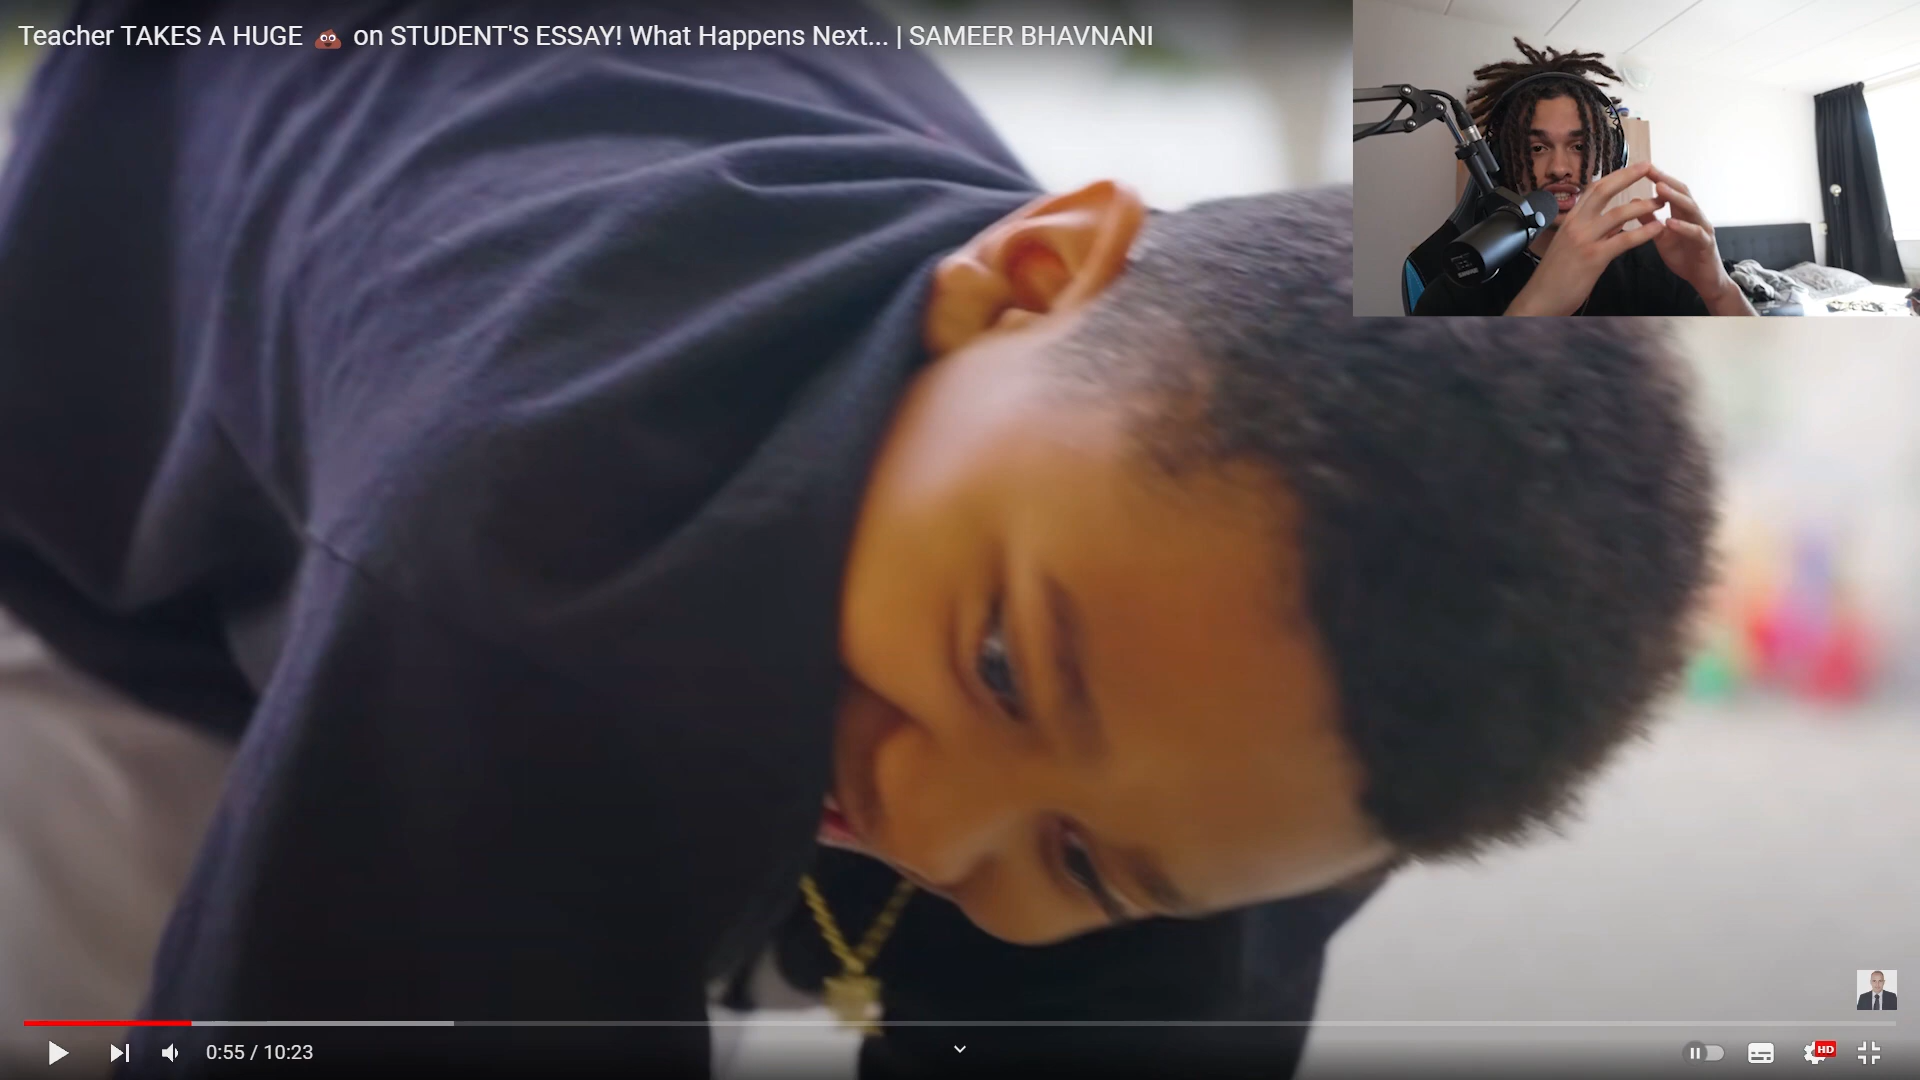 Teacher TAKES A HUGE 💩 on STUDENT'S ESSAY! What Happens Next... | SAMEER BHAVNANI
0:55 / 10:23
HD